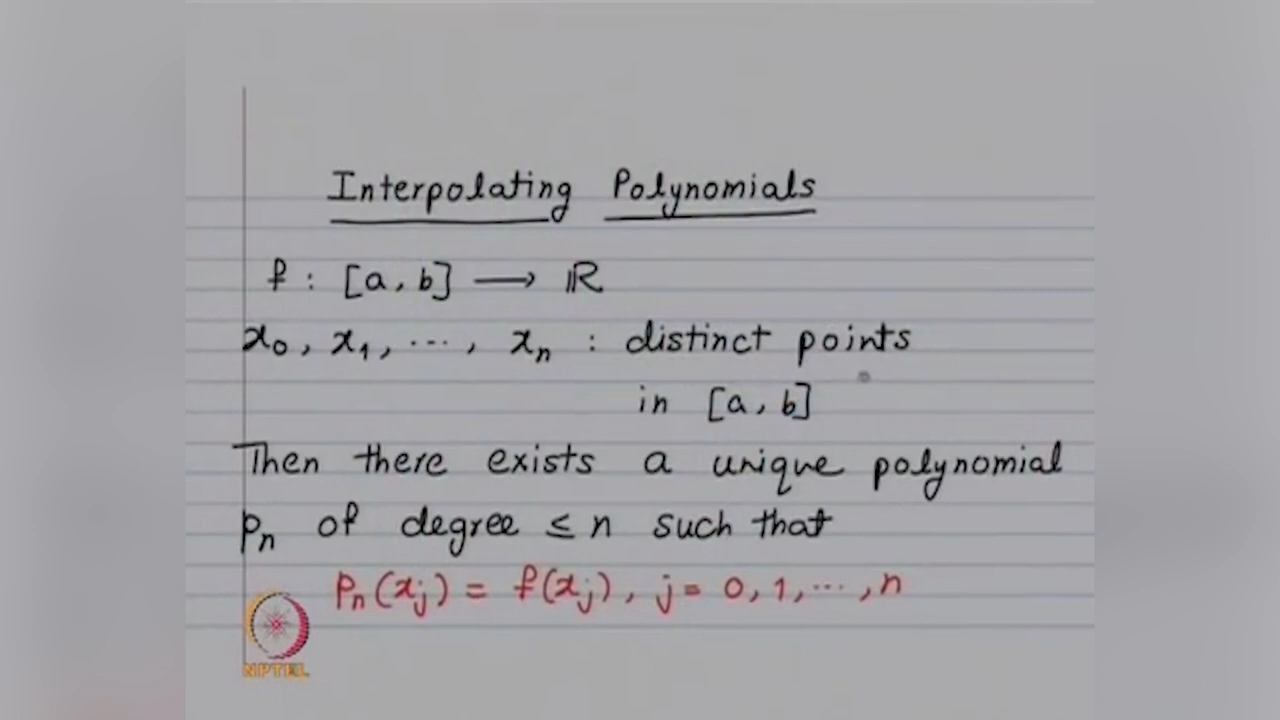 Interpolating Polynomials
f : [a, b] ⟶ ℝ
x₀, x₁, ⋯, xₙ : distinct points
in [a, b]
Then there exists a unique polynomial
pₙ of degree ≤ n such that
pₙ(xⱼ) = f(xⱼ), j = 0, 1, ⋯, n
NPTEL